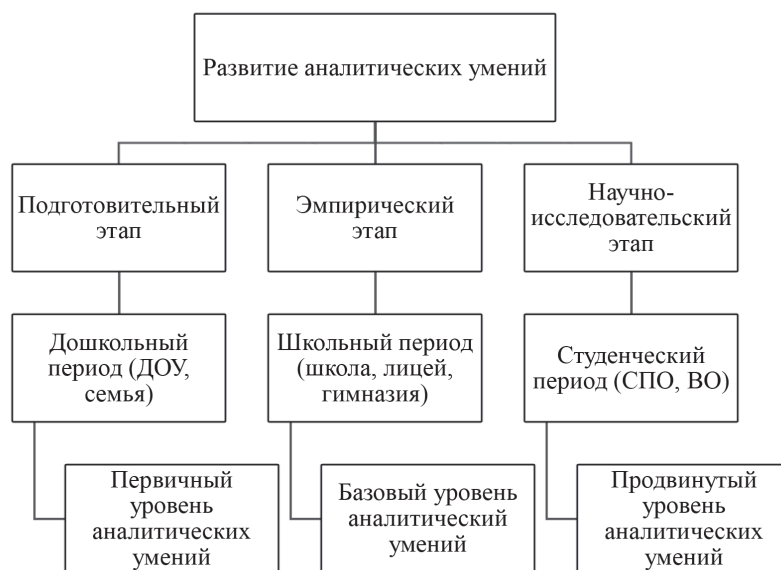 Развитие аналитических умений
Подготовительный
этап
Эмпирический
этап
Научно-
исследовательский
этап
Дошкольный
период (ДОУ,
семья)
Школьный период
(школа, лицей,
гимназия)
Студенческий
период (СПО, ВО)
Первичный
уровень
аналитических
умений
Базовый уровень
аналитический
умений
Продвинутый
уровень
аналитических
умений